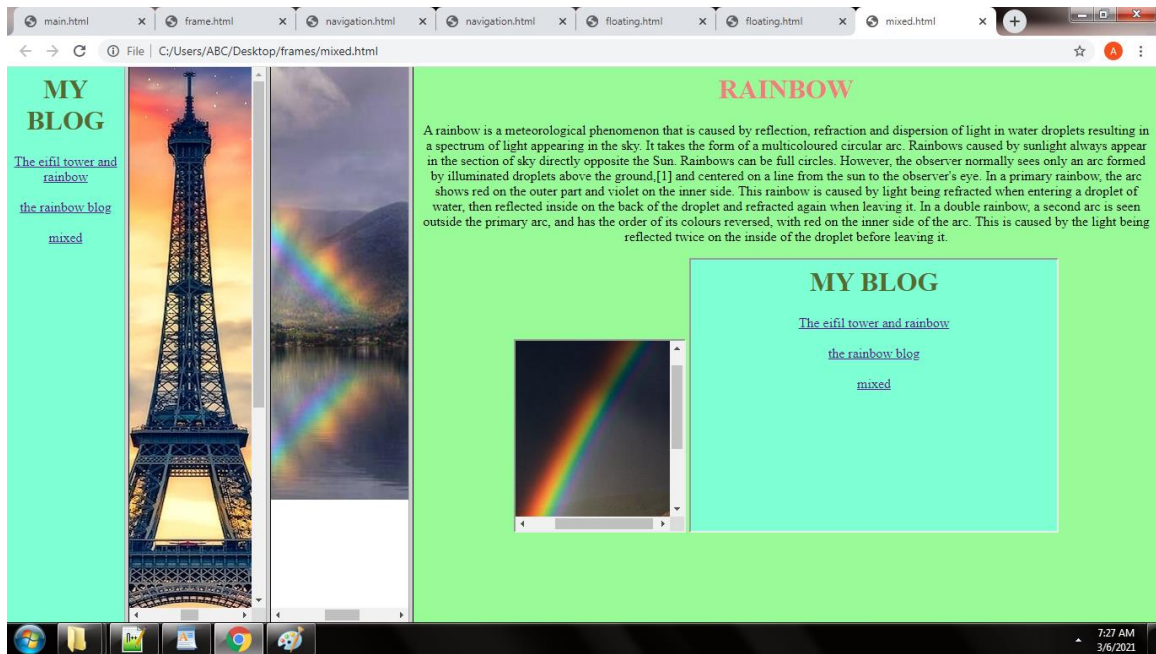 main.html
frame.html
navigation.html
navigation.html
floating.html
floating.html
mixed.html
File
C:/Users/ABC/Desktop/frames/mixed.html
A
MY
BLOG
The eifil tower and
rainbow
the rainbow blog
mixed
RAINBOW
A rainbow is a meteorological phenomenon that is caused by reflection, refraction and dispersion of light in water droplets resulting in
a spectrum of light appearing in the sky. It takes the form of a multicoloured circular arc. Rainbows caused by sunlight always appear
in the section of sky directly opposite the Sun. Rainbows can be full circles. However, the observer normally sees only an arc formed
by illuminated droplets above the ground,[1] and centered on a line from the sun to the observer's eye. In a primary rainbow, the arc
shows red on the outer part and violet on the inner side. This rainbow is caused by light being refracted when entering a droplet of
water, then reflected inside on the back of the droplet and refracted again when leaving it. In a double rainbow, a second arc is seen
outside the primary arc, and has the order of its colours reversed, with red on the inner side of the arc. This is caused by the light being
reflected twice on the inside of the droplet before leaving it.
MY BLOG
The eifil tower and rainbow
the rainbow blog
mixed
7:27 AM
3/6/2021